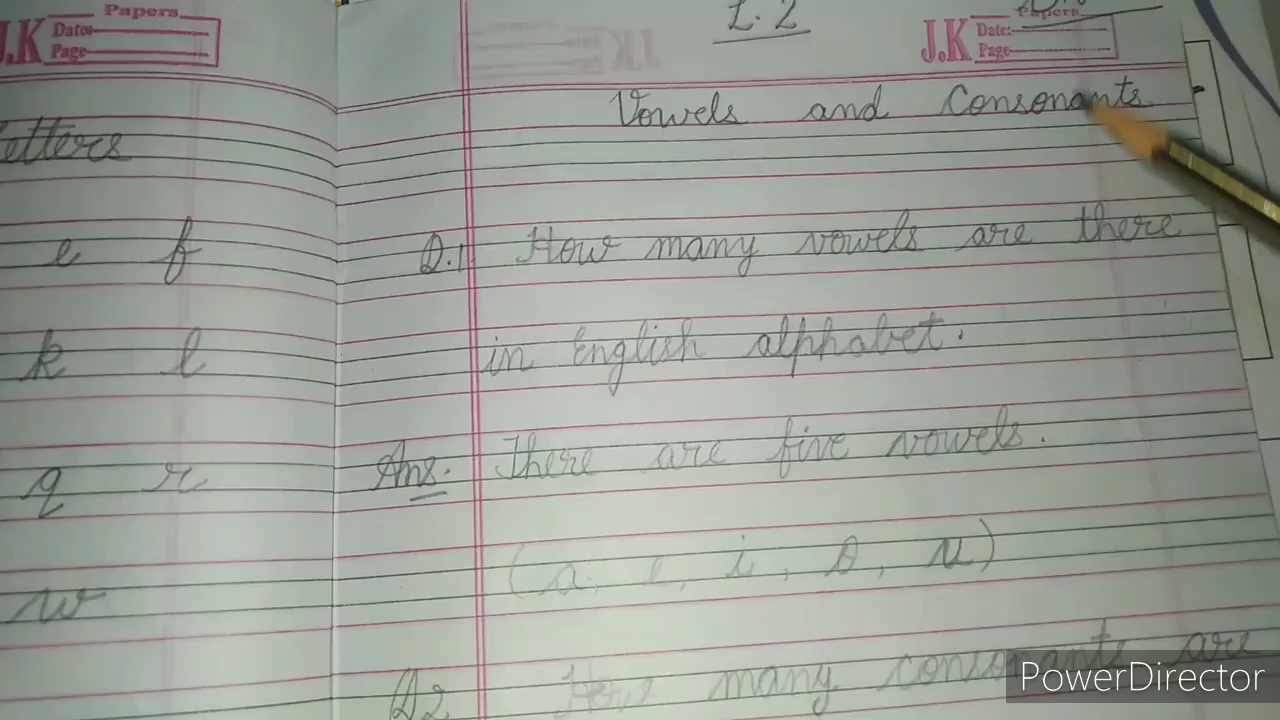 Papers
J.K
Date:
Page
etters
e f
k l
q r
w
L.2
Papers
J.K
Date:
Page
Vowels and Consonants
Q.1 How many vowels are there
in English alphabet.
Ans. There are five vowels.
(a, e, i, o, u)
Q2 How many consonants are
PowerDirector